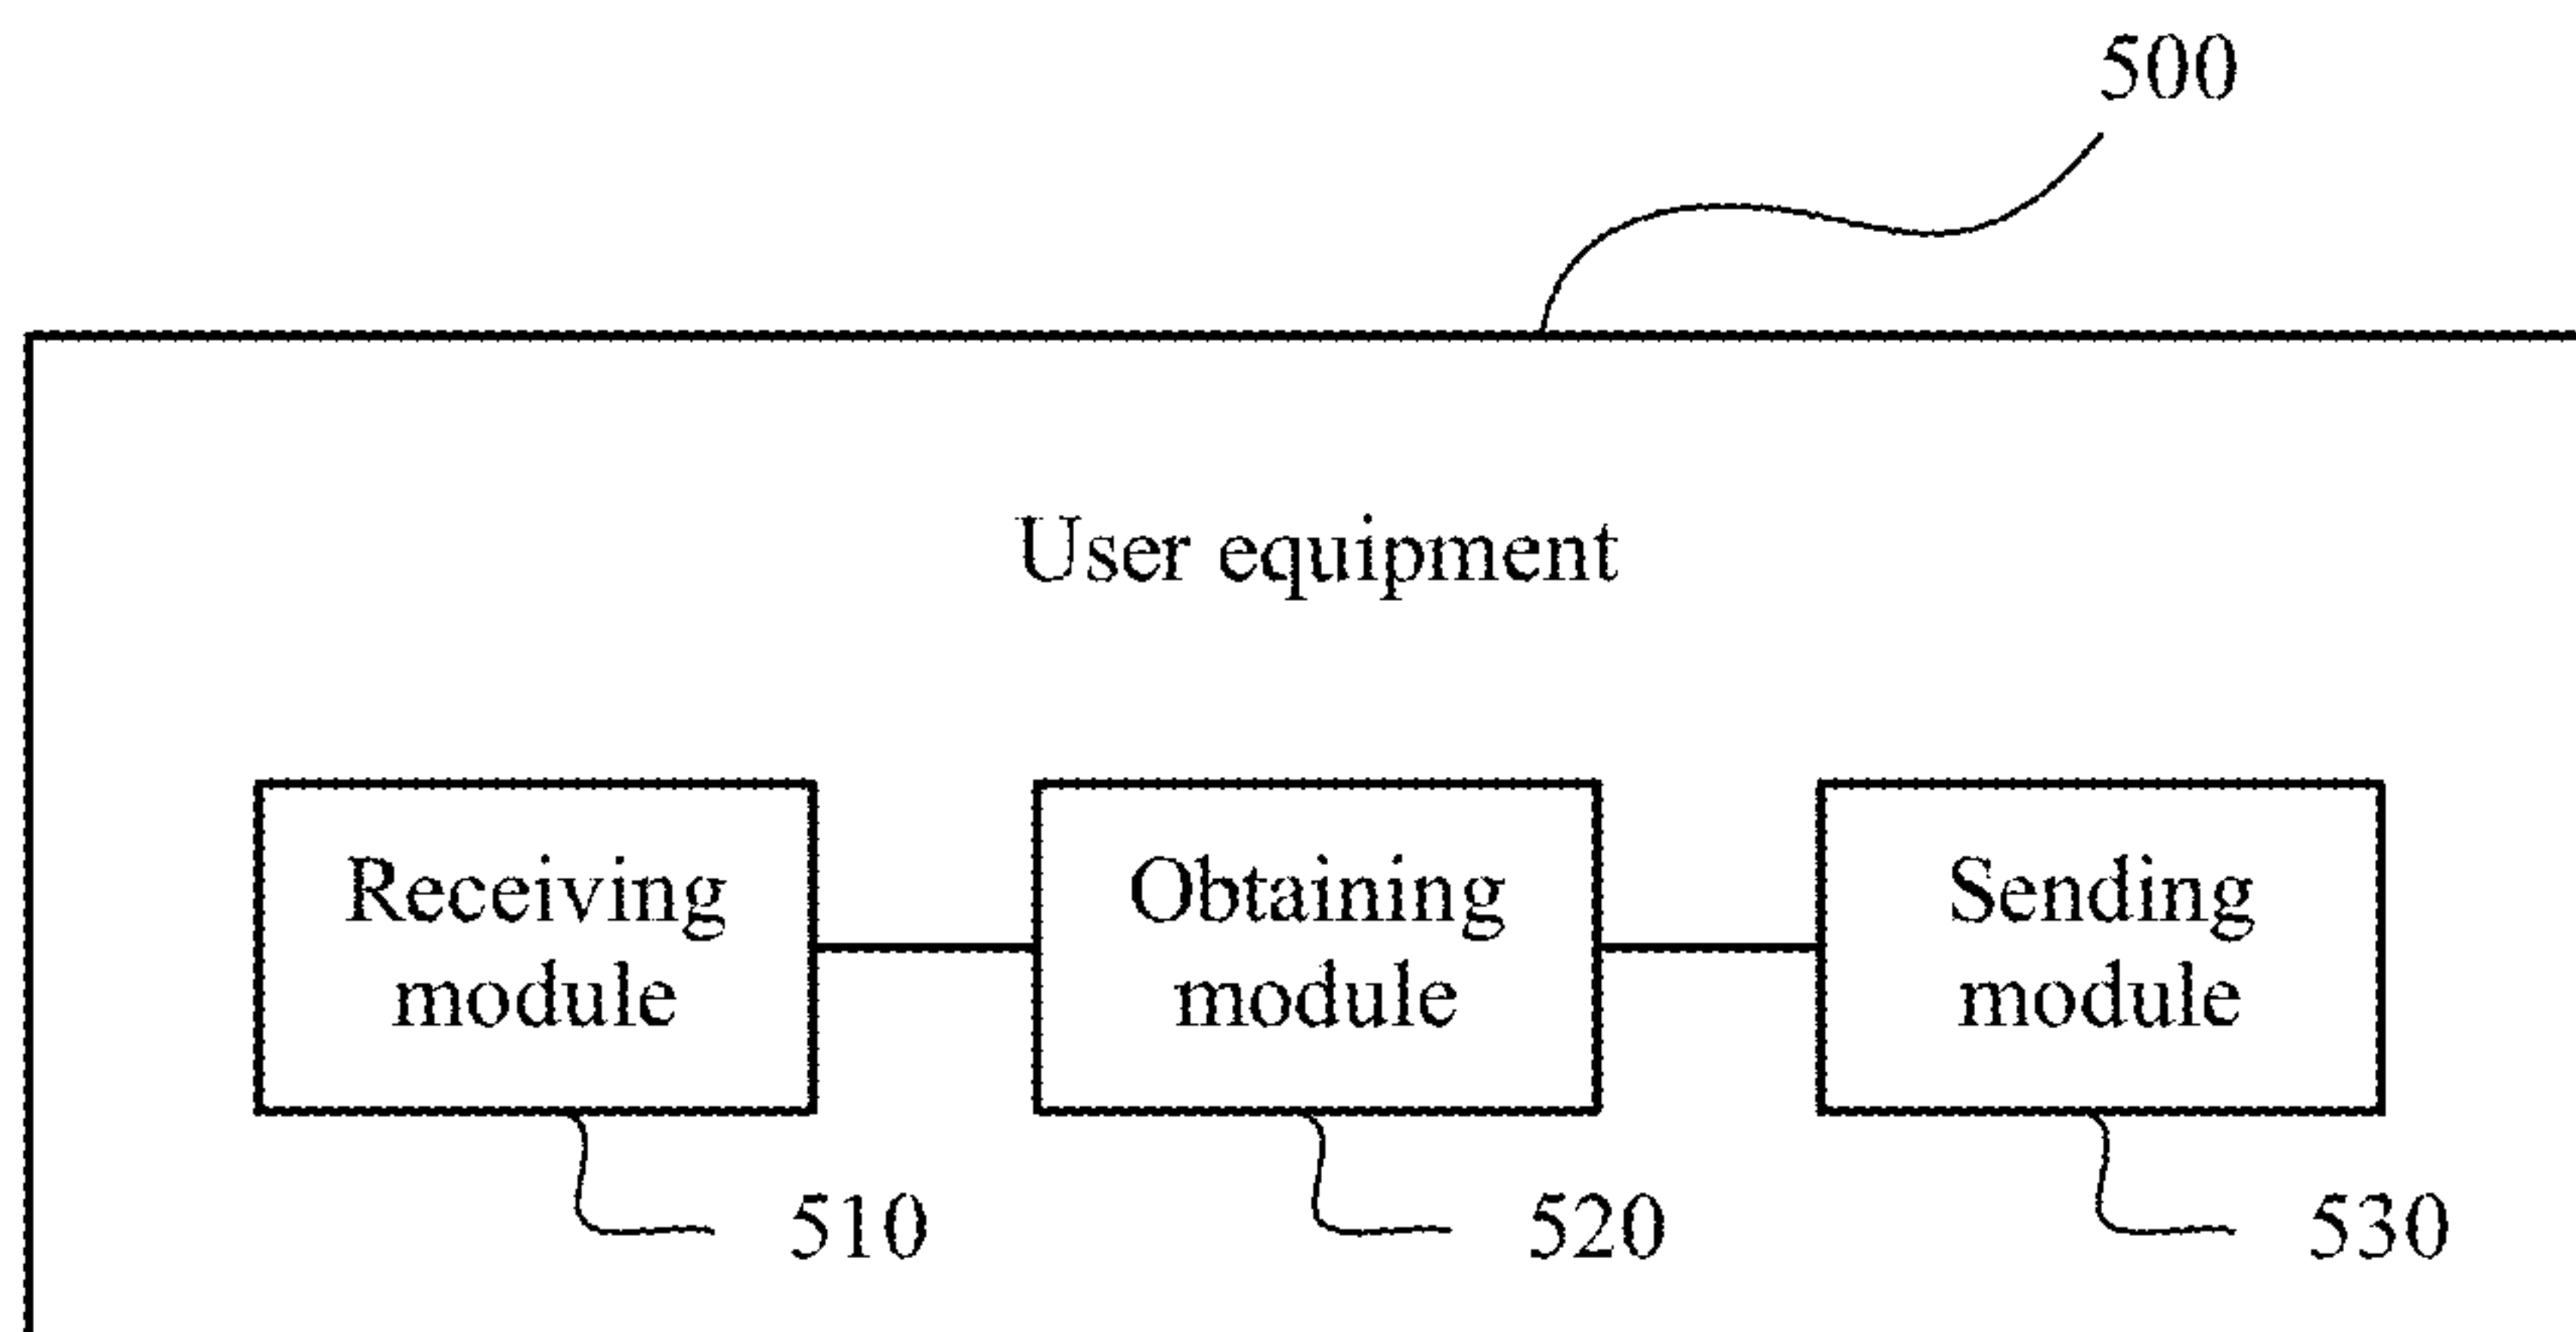 500
User equipment
Receiving
module
Obtaining
module
Sending
module
510
520
530